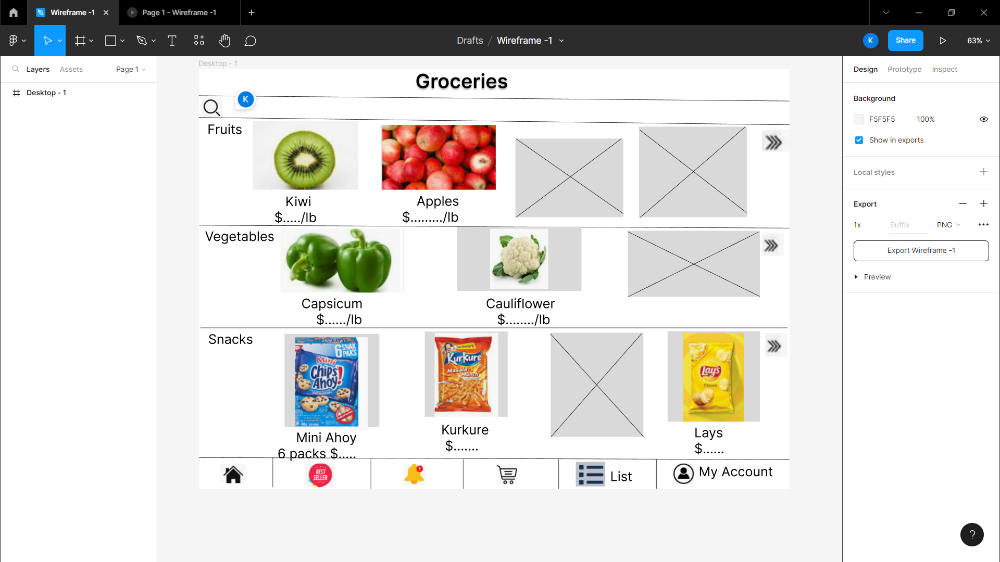 Wireframe -1
Page 1 - Wireframe -1
Drafts / Wireframe -1
K
Share
63%
Layers
Assets
Page 1
Desktop - 1
Desktop - 1
Groceries
K
Fruits
Kiwi
$...../lb
Apples
$........./lb
Vegetables
Capsicum
$....../lb
Cauliflower
$......../lb
Snacks
6 SNAK
PAKS
Mini
Chips
Ahoy!
Mini Ahoy
6 packs $.....
Kurkure
Masala
Munch
Kurkure
$.......
Lay's
Classic
Lays
$......
BEST
SELLER
1
List
My Account
Design
Prototype
Inspect
Background
F5F5F5
100%
Show in exports
Local styles
Export
1x
Suffix
PNG
Export Wireframe -1
Preview
?